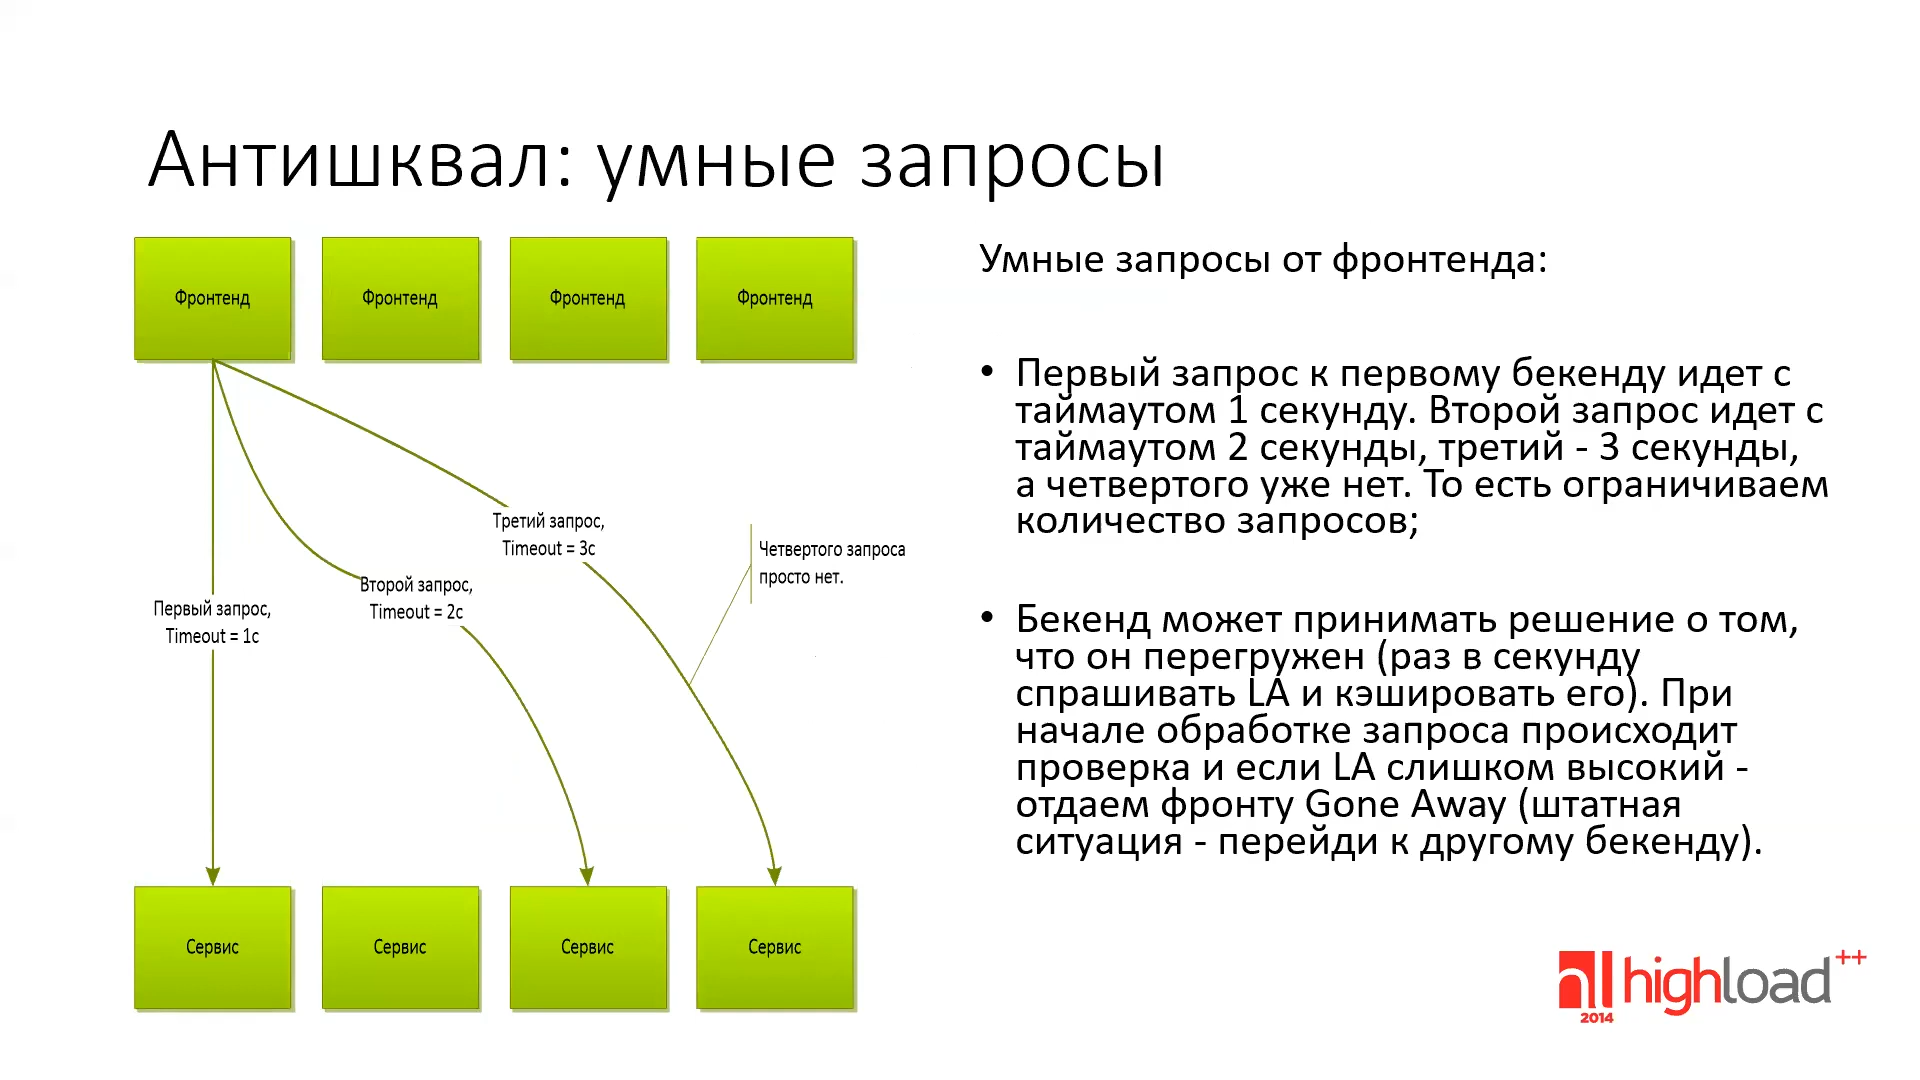 Антишквал: умные запросы
Фронтенд
Фронтенд
Фронтенд
Фронтенд
Первый запрос,
Timeout = 1с
Второй запрос,
Timeout = 2с
Третий запрос,
Timeout = 3с
Четвертого запроса
просто нет.
Сервис
Сервис
Сервис
Сервис
Умные запросы от фронтенда:
• Первый запрос к первому бекенду идет с
таймаутом 1 секунду. Второй запрос идет с
таймаутом 2 секунды, третий - 3 секунды,
а четвертого уже нет. То есть ограничиваем
количество запросов;
• Бекенд может принимать решение о том,
что он перегружен (раз в секунду
спрашивать LA и кэшировать его). При
начале обработке запроса происходит
проверка и если LA слишком высокий -
отдаем фронту Gone Away (штатная
ситуация - перейди к другому бекенду).
highload++
2014